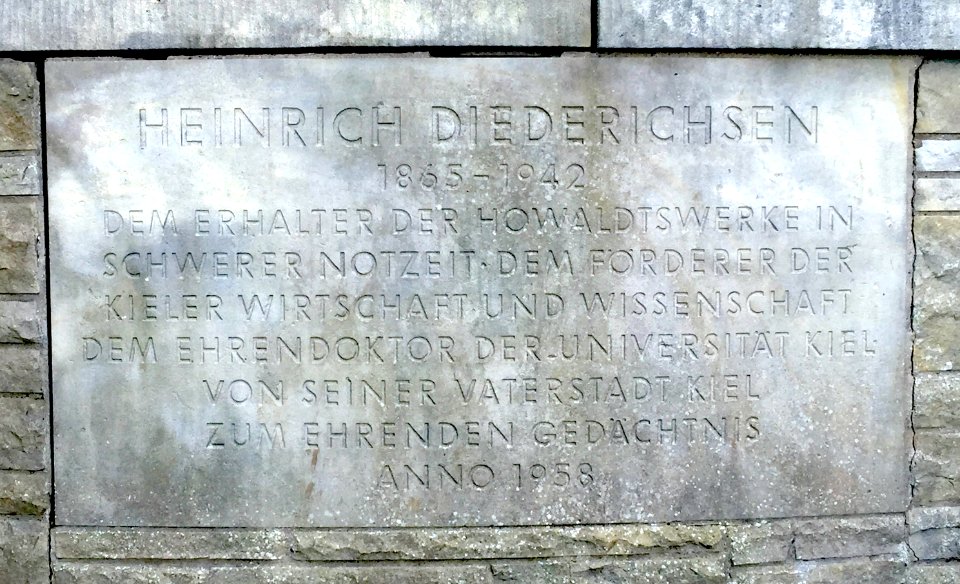 HEINRICH DIEDERICHSEN
1865-1942
DEM ERHALTER DER HOWALDTSWERKE IN
SCHWERER NOTZEIT·DEM FÖRDERER DER
KIELER WIRTSCHAFT·UND WISSENSCHAFT·
DEM EHRENDOKTOR DER UNIVERSITÄT KIEL·
VON SEINER VATERSTADT KIEL
ZUM EHRENDEN GEDÄCHTNIS
ANNO 1958